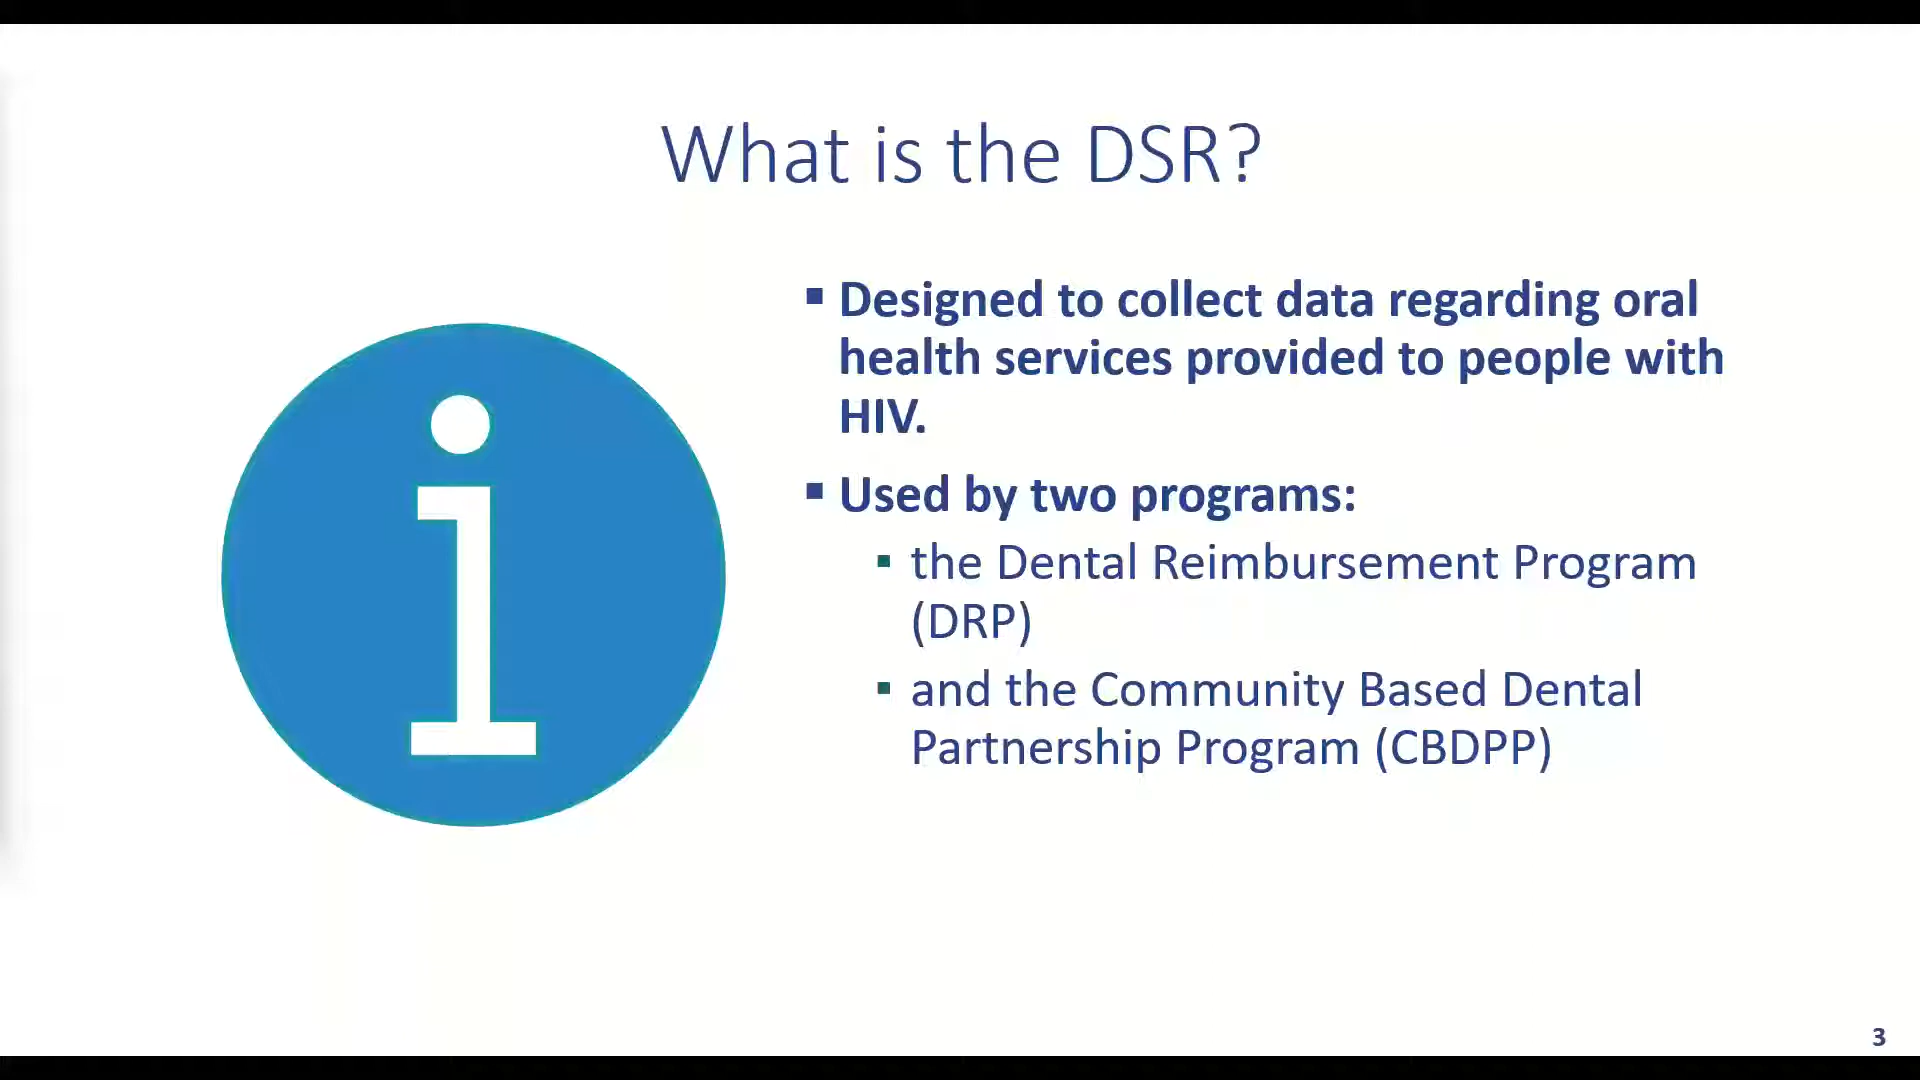 What is the DSR?
▪ Designed to collect data regarding oral
health services provided to people with
HIV.
▪ Used by two programs:
▪ the Dental Reimbursement Program
(DRP)
▪ and the Community Based Dental
Partnership Program (CBDPP)
3